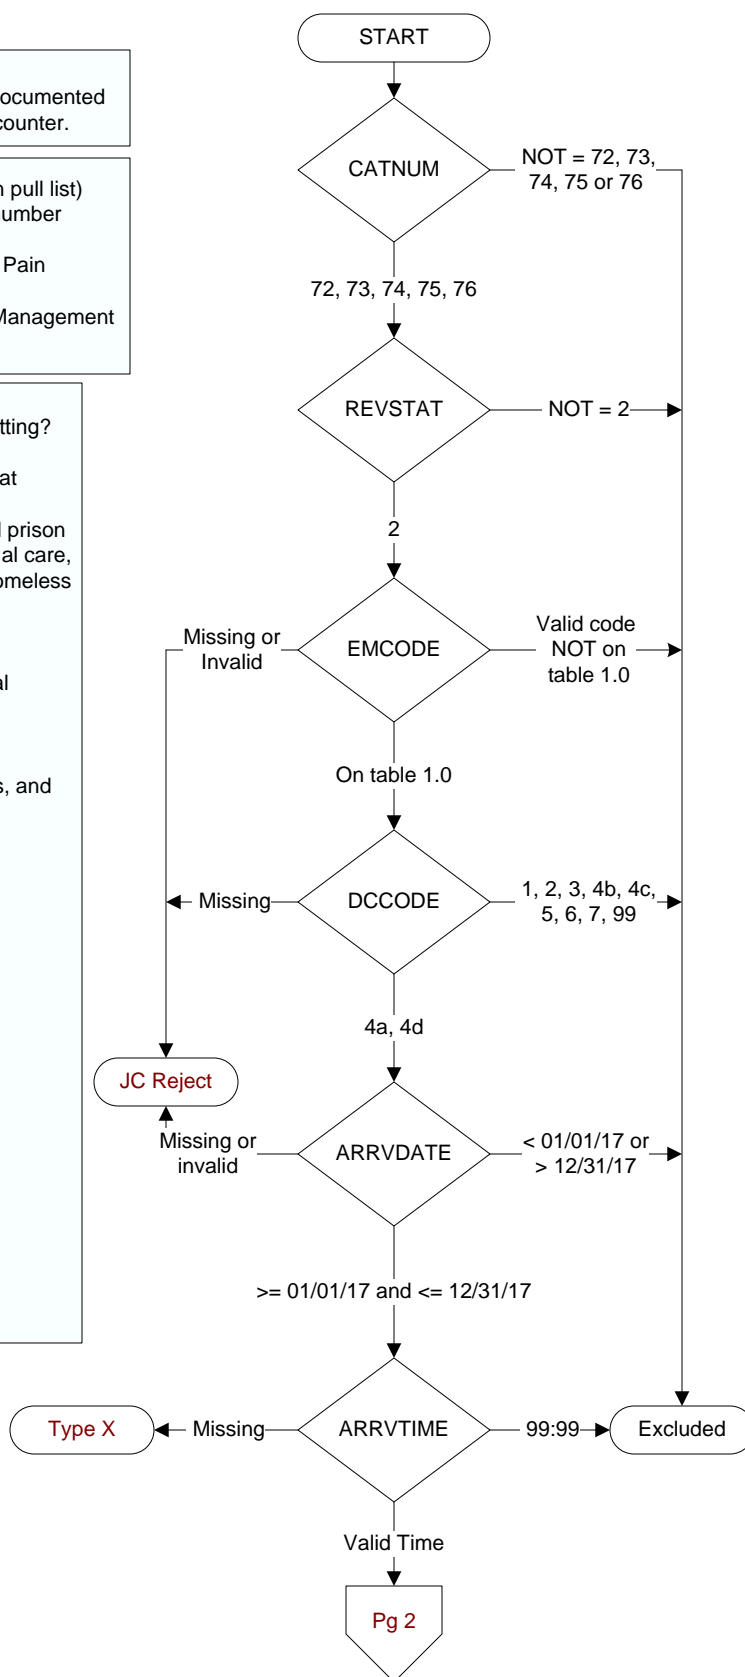 START
ocumented
counter.
CATNUM
NOT = 72, 73,
74, 75 or 76
pull list)
umber
Pain
Management
72, 73, 74, 75, 76
REVSTAT
NOT = 2
tting?
at
prison
al care,
omeless
2
Missing or
Invalid
EMCODE
Valid code
NOT on
table 1.0
al
On table 1.0
s, and
Missing
DCCODE
1, 2, 3, 4b, 4c,
5, 6, 7, 99
4a, 4d
JC Reject
Missing or
invalid
ARRVDATE
< 01/01/17 or
> 12/31/17
>= 01/01/17 and <= 12/31/17
Type X
Missing
ARRVTIME
99:99
Excluded
Valid Time
Pg 2